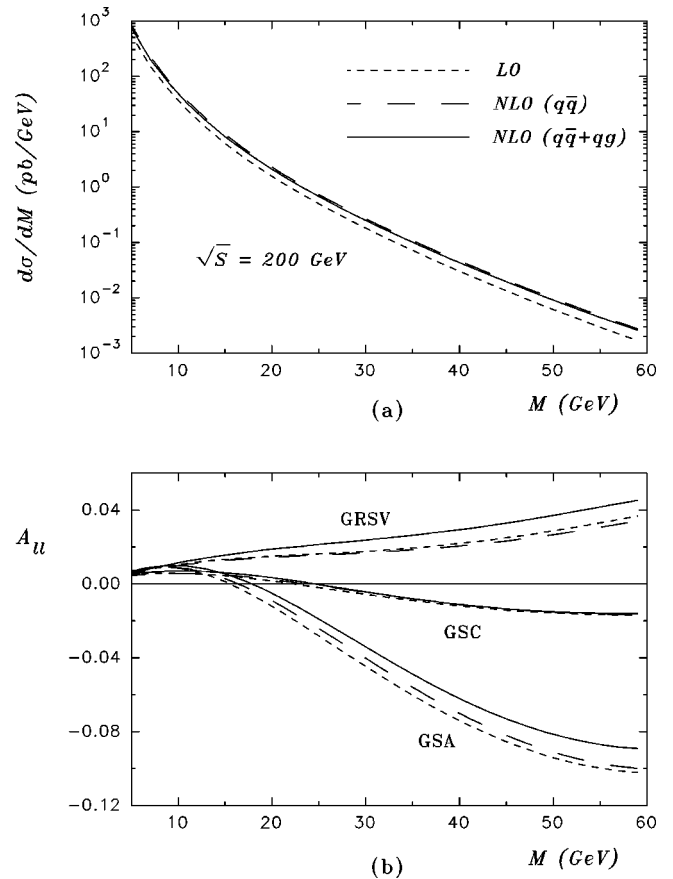 10³
10²
10¹
10⁰
10⁻¹
10⁻²
10⁻³
dσ/dM (pb/GeV)
LO
NLO (qq̄)
NLO (qq̄+qg)
√S = 200 GeV
10 20 30 40 50 60
(a) M (GeV)
0.04
0.00
−0.04
−0.08
−0.12
A_ll
GRSV
GSC
GSA
10 20 30 40 50 60
(b) M (GeV)